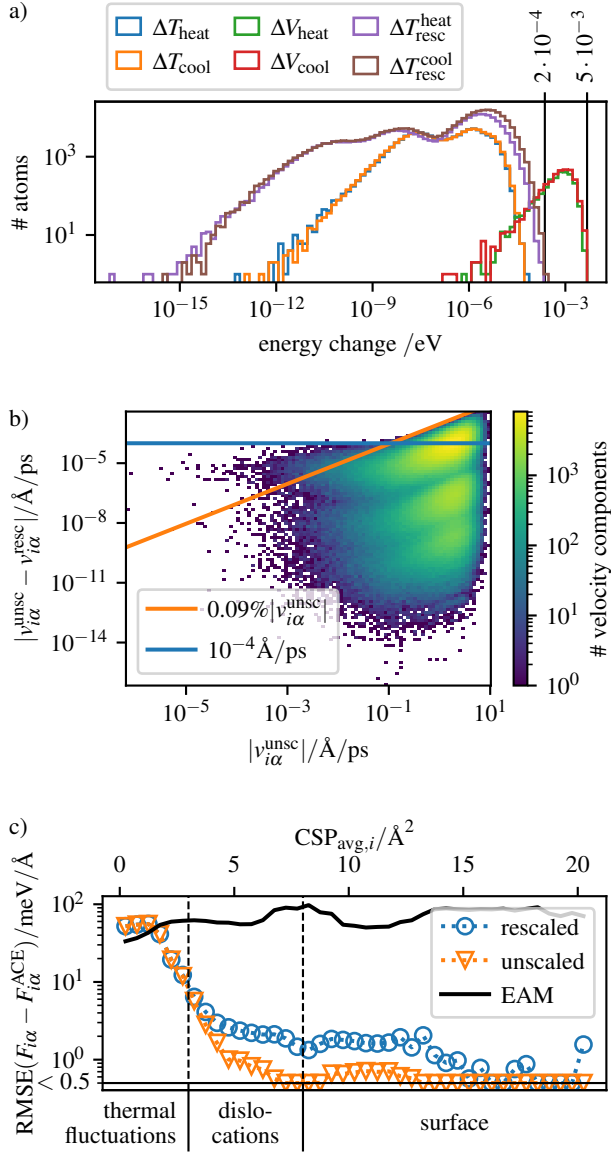 a)
ΔT_heat ΔV_heat ΔT_resc^heat
ΔT_cool ΔV_cool ΔT_resc^cool
2 · 10^−4
5 · 10^−3
# atoms
10^3
10^1
10^−15 10^−12 10^−9 10^−6 10^−3
energy change /eV
b)
|v_iα^unsc − v_iα^resc|/Å/ps
10^−5
10^−8
10^−11
10^−14
0.09%|v_iα^unsc|
10^−4Å/ps
10^−5 10^−3 10^−1 10^1
|v_iα^unsc|/Å/ps
10^3
10^2
10^1
10^0
# velocity components
c)
CSP_avg,i/Å^2
0 5 10 15 20
RMSE(F_iα − F_iα^ACE)/meV/Å
10^2
10^1
10^0
< 0.5
rescaled
unscaled
EAM
thermal fluctuations
dislo-
cations
surface